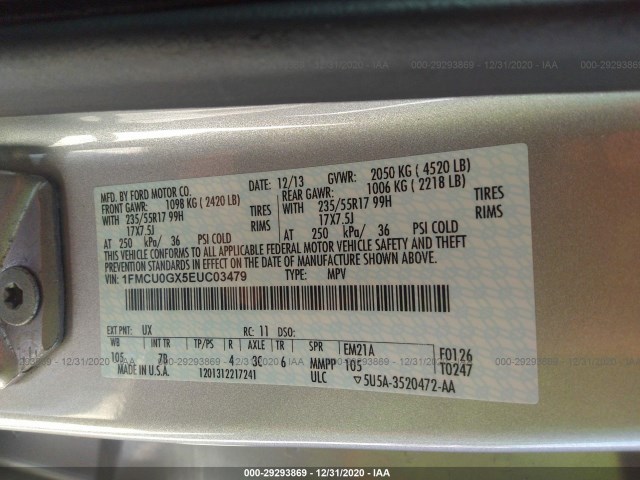 000-29293869 - 12/31/2020 - IAA
MFD. BY FORD MOTOR CO.
12/13 GVWR: 2050 KG ( 4520 LB)
FRONT GAWR: 1098 KG ( 2420 LB)
REAR GAWR: 1006 KG ( 2218 LB)
WITH 235/55R17 99H TIRES
WITH 235/55R17 99H TIRES
17X7.5J RIMS
17X7.5J RIMS
AT 250 kPa/ 36 PSI COLD
AT 250 kPa/ 36 PSI COLD
THIS VEHICLE CONFORMS TO ALL APPLICABLE FEDERAL MOTOR VEHICLE SAFETY AND THEFT
PREVENTION STANDARDS IN EFFECT ON THE DATE OF MANUFACTURE SHOWN ABOVE.
VIN: 1FMCU0GX5EUC03479 TYPE: MPV
EXT PNT: UX RC: 11 DSO:
WB INT TR TP/PS R AXLE TR SPR EM21A F0126
105 7B 4 3C 6 MMPP 105 T0247
MADE IN U.S.A. 1201312217241 ULC ▽5U5A-3520472-AA
000-29293869 - 12/31/2020 - IAA
000-29293869 - 12/31/2020 - IAA